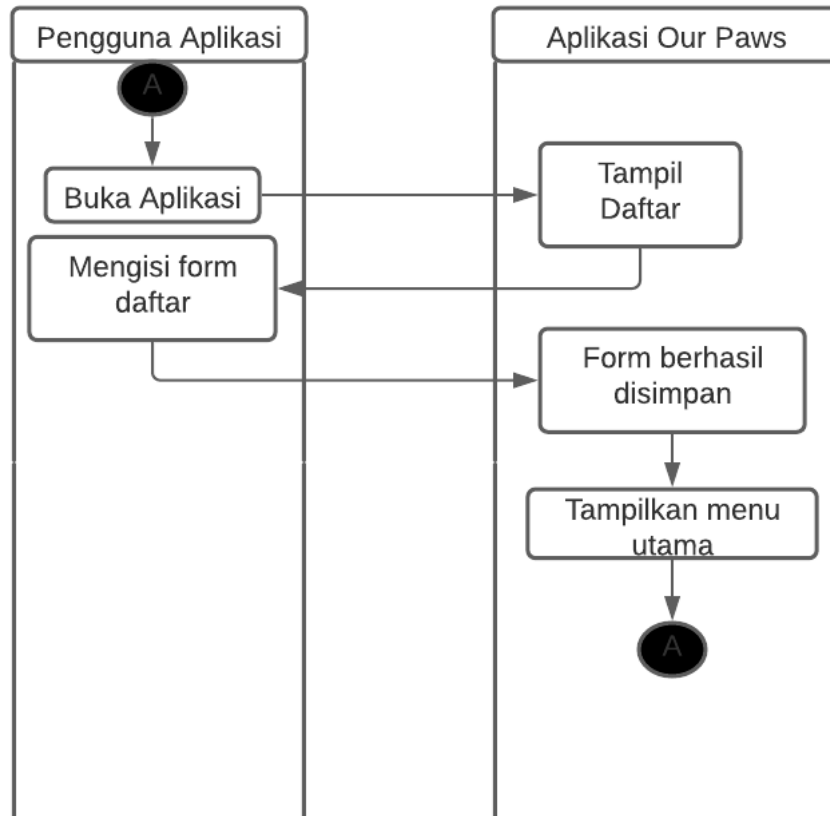 Pengguna Aplikasi
Aplikasi Our Paws
A
Buka Aplikasi
Tampil
Daftar
Mengisi form
daftar
Form berhasil
disimpan
Tampilkan menu
utama
A